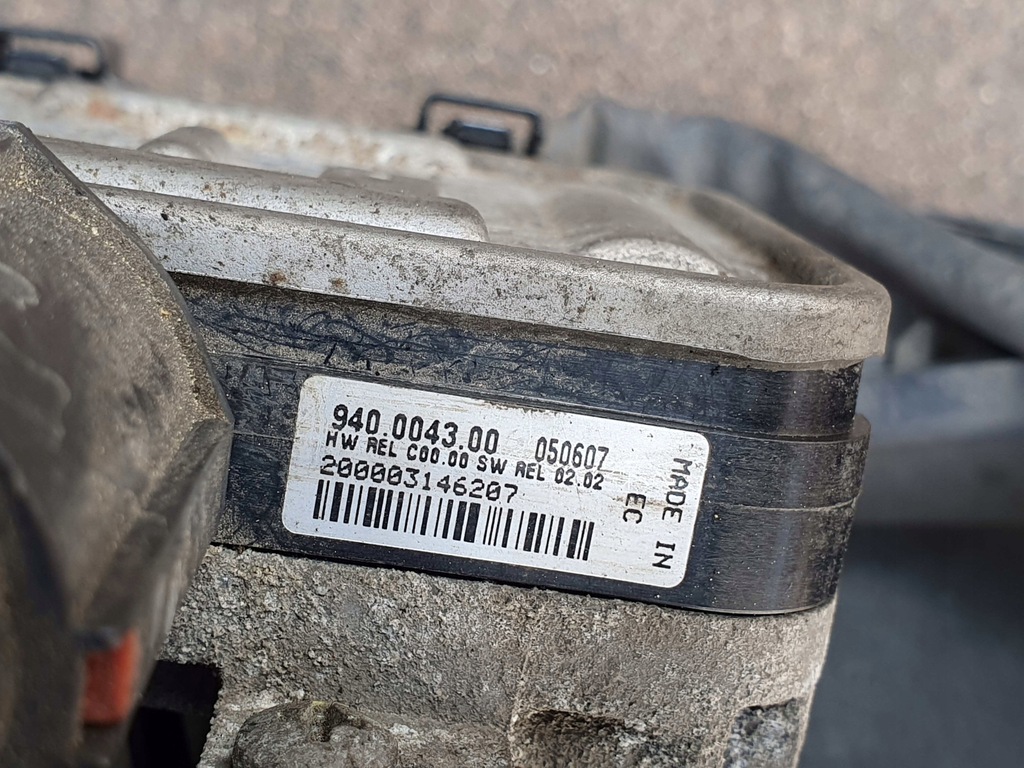 940.0043.00 050607
HW REL C00.00 SW REL 02.02
200003146207
MADE IN
EC